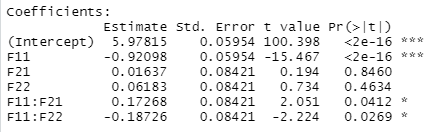 Coefficients:
Estimate Std. Error t value Pr(>|t|)
(Intercept) 5.97815 0.05954 100.398 <2e-16 ***
F11 -0.92098 0.05954 -15.467 <2e-16 ***
F21 0.01637 0.08421 0.194 0.8460
F22 0.06183 0.08421 0.734 0.4634
F11:F21 0.17268 0.08421 2.051 0.0412 *
F11:F22 -0.18726 0.08421 -2.224 0.0269 *